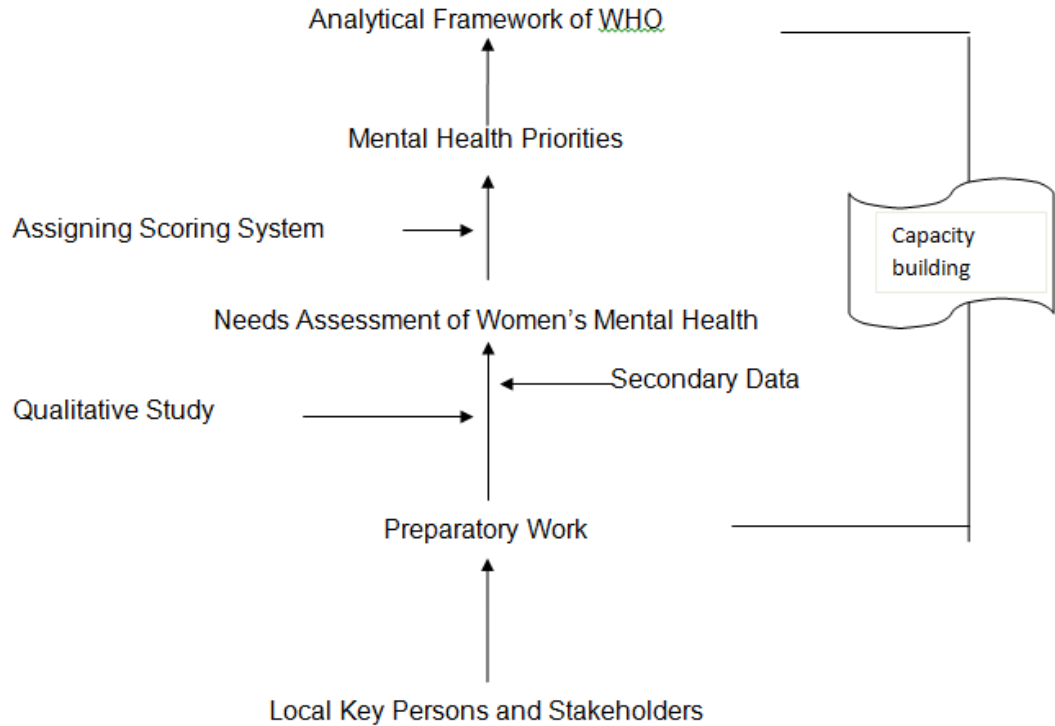 Analytical Framework of WHO
Mental Health Priorities
Assigning Scoring System
Capacity
building
Needs Assessment of Women’s Mental Health
Secondary Data
Qualitative Study
Preparatory Work
Local Key Persons and Stakeholders